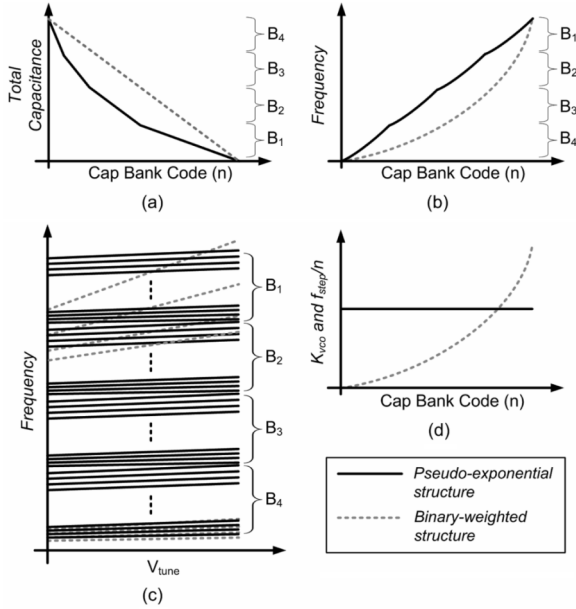 Total
Capacitance
B4
B3
B2
B1
Cap Bank Code (n)
(a)
Frequency
B1
B2
B3
B4
Cap Bank Code (n)
(b)
Frequency
B1
B2
B3
B4
Vtune
(c)
Kvco and fstep/n
Cap Bank Code (n)
(d)
Pseudo-exponential
structure
Binary-weighted
structure